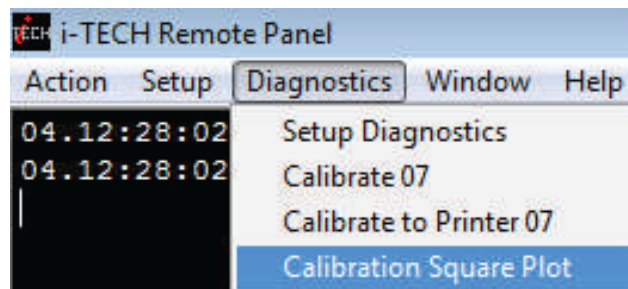 iTECH i-TECH Remote Panel
Action Setup Diagnostics Window Help
04.12:28:02
04.12:28:02
Setup Diagnostics
Calibrate 07
Calibrate to Printer 07
Calibration Square Plot